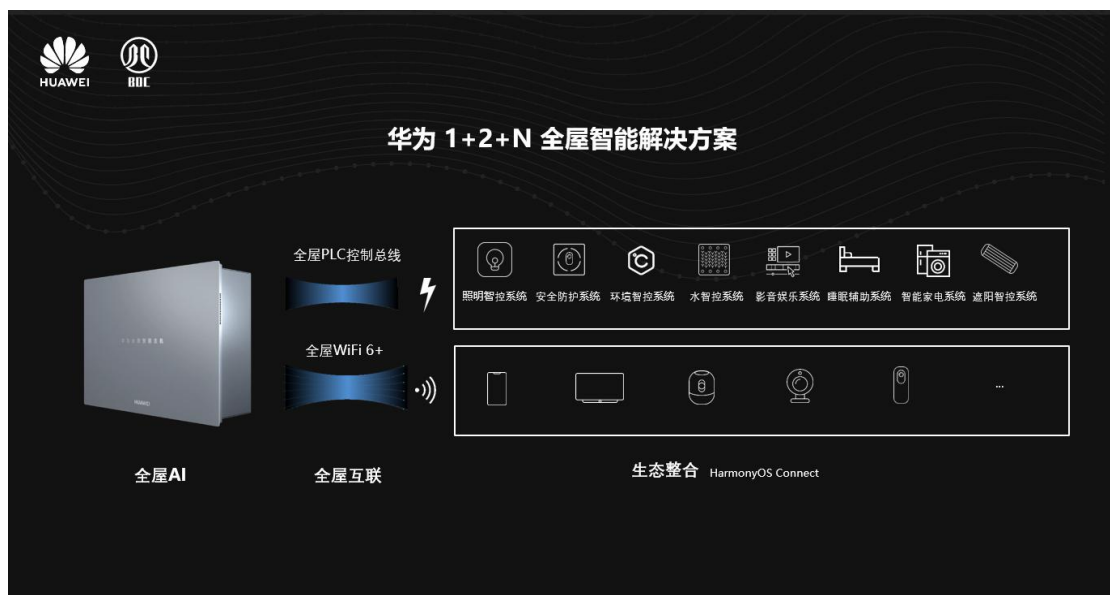 HUAWEI
BDC
华为 1+2+N 全屋智能解决方案
全屋PLC控制总线
照明智控系统 安全防护系统 环境智控系统 水智控系统 影音娱乐系统 睡眠辅助系统 智能家电系统 遮阳智控系统
全屋WiFi 6+
...
HUAWEI
全屋AI
全屋互联
生态整合 HarmonyOS Connect